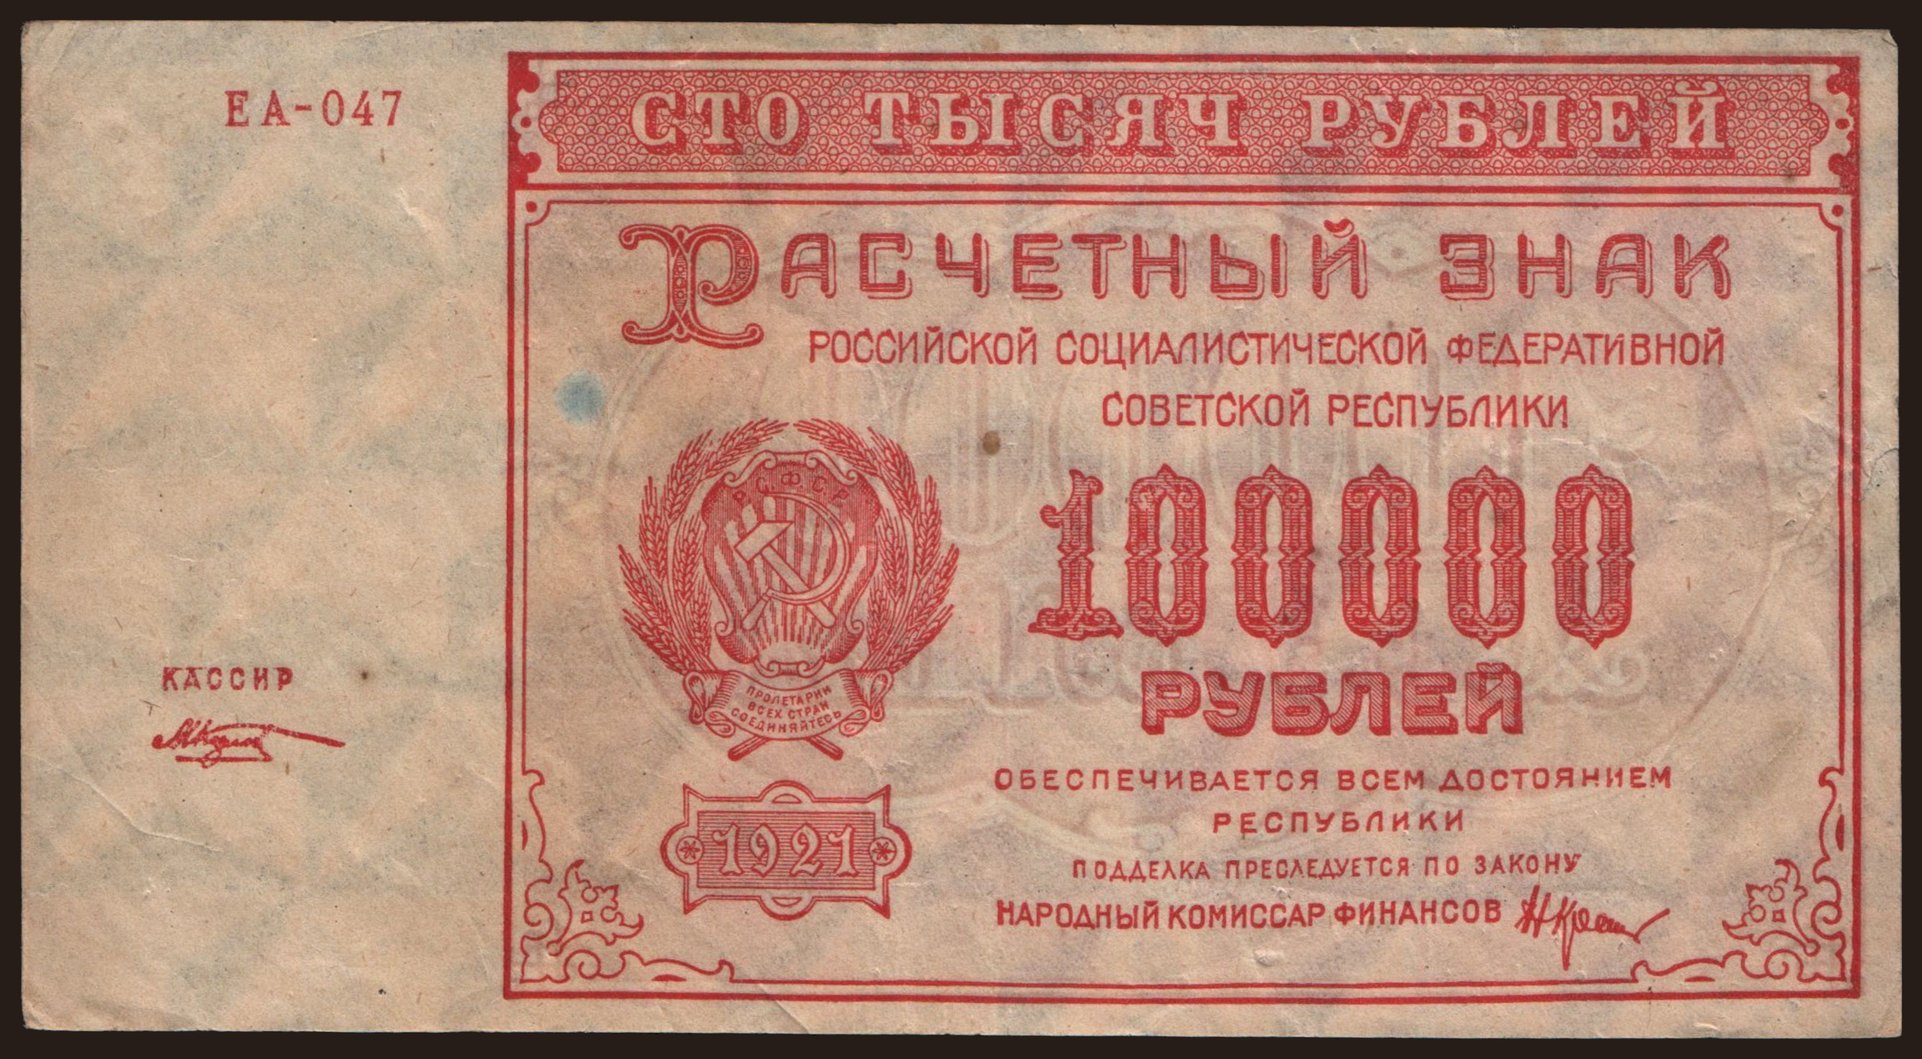 ЕА-047
СТО ТЫСЯЧ РУБЛЕЙ
РАСЧЕТНЫЙ ЗНАК
РОССИЙСКОЙ СОЦИАЛИСТИЧЕСКОЙ ФЕДЕРАТИВНОЙ
СОВЕТСКОЙ РЕСПУБЛИКИ
Р.С.Ф.С.Р.
100000
РУБЛЕЙ
ПРОЛЕТАРИИ
ВСЕХ СТРАН
СОЕДИНЯЙТЕСЬ
КАССИР
ОБЕСПЕЧИВАЕТСЯ ВСЕМ ДОСТОЯНИЕМ
РЕСПУБЛИКИ
1921
ПОДДЕЛКА ПРЕСЛЕДУЕТСЯ ПО ЗАКОНУ
НАРОДНЫЙ КОМИССАР ФИНАНСОВ